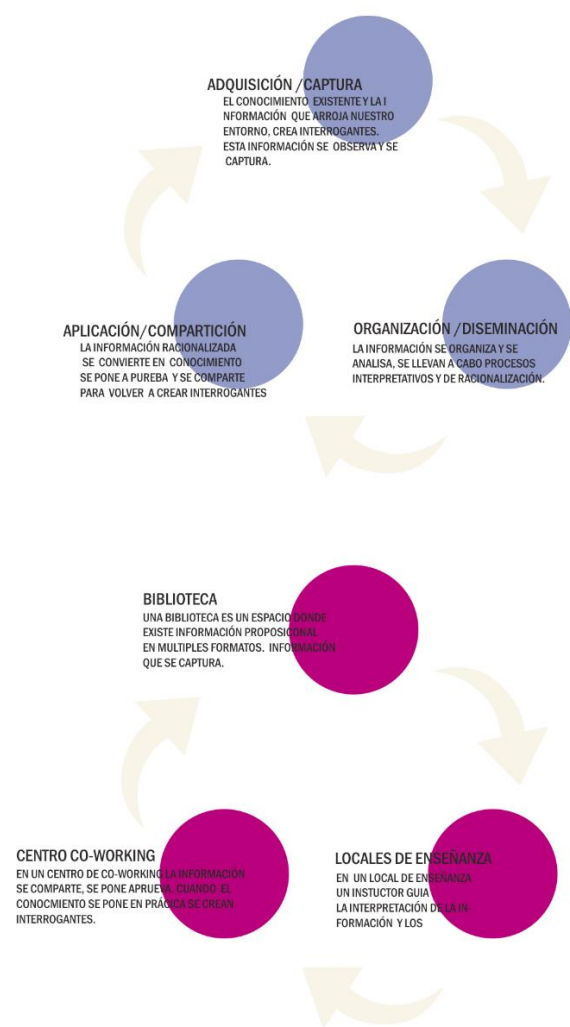 ADQUISICIÓN /CAPTURA
EL CONOCIMIENTO EXISTENTE Y LA I
NFORMACIÓN QUE ARROJA NUESTRO
ENTORNO, CREA INTERROGANTES.
ESTA INFORMACIÓN SE OBSERVA Y SE
CAPTURA.
APLICACIÓN/COMPARTICIÓN
LA INFORMACIÓN RACIONALIZADA
SE CONVIERTE EN CONOCIMIENTO
SE PONE A PUREBA Y SE COMPARTE
PARA VOLVER A CREAR INTERROGANTES
ORGANIZACIÓN /DISEMINACIÓN
LA INFORMACIÓN SE ORGANIZA Y SE
ANALISA, SE LLEVAN A CABO PROCESOS
INTERPRETATIVOS Y DE RACIONALIZACIÓN.
BIBLIOTECA
UNA BIBLIOTECA ES UN ESPACIO DONDE
EXISTE INFORMACIÓN PROPOSICONAL
EN MULTIPLES FORMATOS. INFORMACIÓN
QUE SE CAPTURA.
CENTRO CO-WORKING
EN UN CENTRO DE CO-WORKING LA INFORMACIÓN
SE COMPARTE, SE PONE APRUEVA. CUANDO EL
CONOCMIENTO SE PONE EN PRÁCICA SE CREAN
INTERROGANTES.
LOCALES DE ENSEÑANZA
EN UN LOCAL DE ENSEÑANZA
UN INSTUCTOR GUIA
LA INTERPRETACIÓN DE LA IN-
FORMACIÓN Y LOS